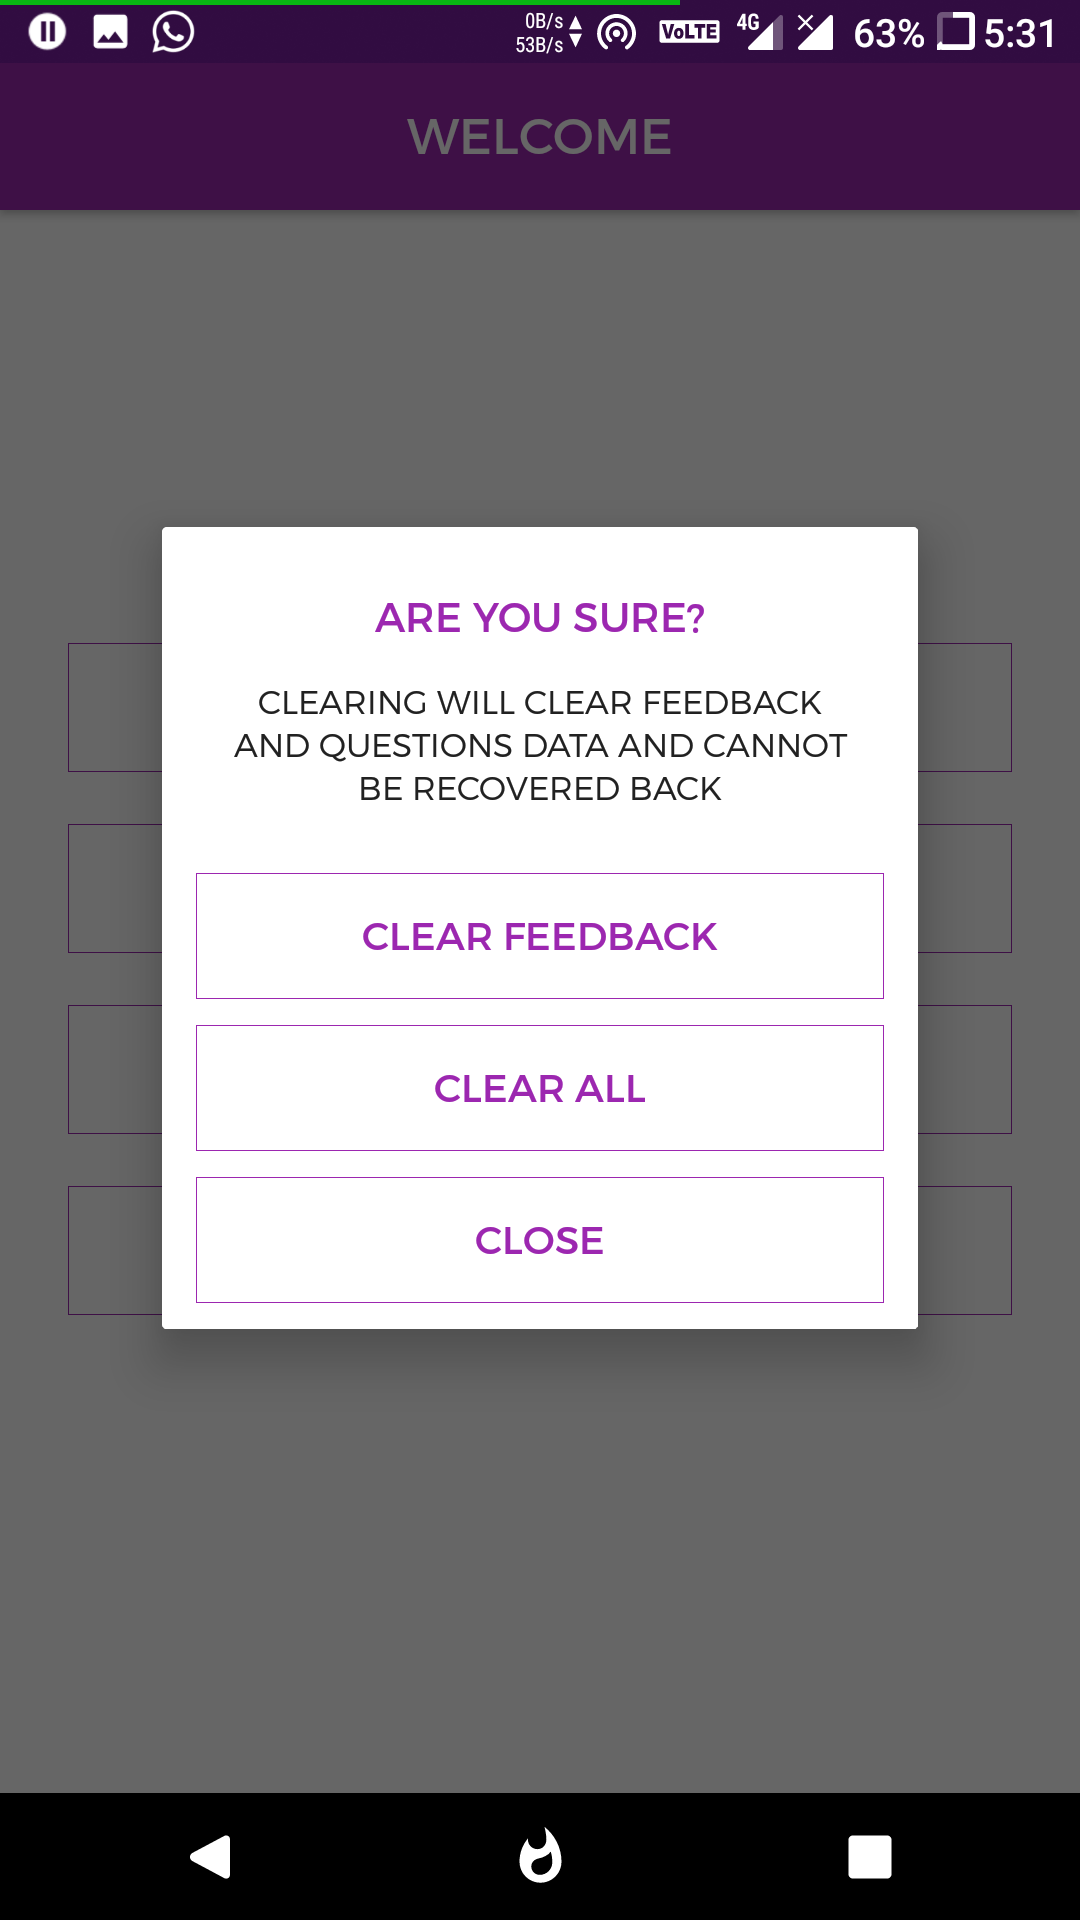 0B/s
53B/s
VoLTE
4G
63%
5:31
WELCOME
ARE YOU SURE?
CLEARING WILL CLEAR FEEDBACK
AND QUESTIONS DATA AND CANNOT
BE RECOVERED BACK
CLEAR FEEDBACK
CLEAR ALL
CLOSE